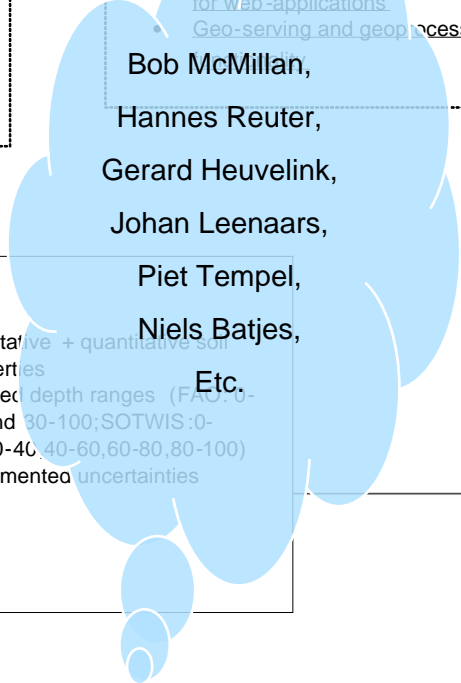 for web-applications
Geo-serving and geoprocess
Bob McMillan,
Hannes Reuter,
Gerard Heuvelink,
Johan Leenaars,
Piet Tempel,
Niels Batjes,
Etc.
tative + quantitative soil
erties
ed depth ranges (FAO: 0-
nd 30-100;SOTWIS:0-
0-40,40-60,60-80,80-100)
mented uncertainties